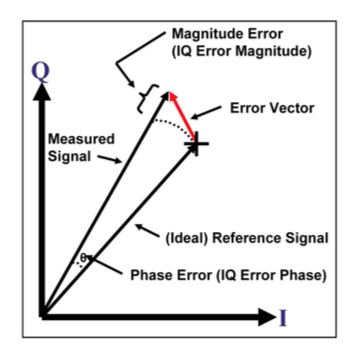 Magnitude Error
(IQ Error Magnitude)
Q
Error Vector
Measured
Signal
(Ideal) Reference Signal
θ
Phase Error (IQ Error Phase)
I